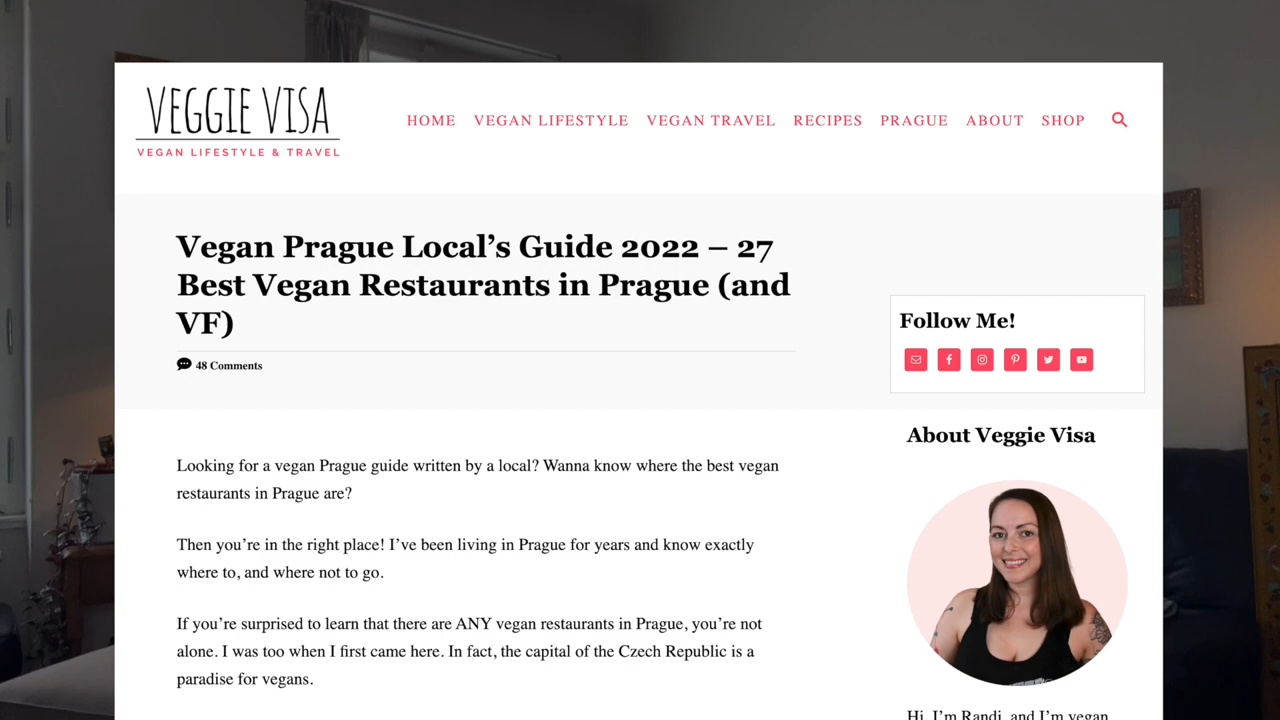 VEGGIE VISA
VEGAN LIFESTYLE & TRAVEL
HOME VEGAN LIFESTYLE VEGAN TRAVEL RECIPES PRAGUE ABOUT SHOP
Vegan Prague Local’s Guide 2022 – 27
Best Vegan Restaurants in Prague (and
VF)
48 Comments
Looking for a vegan Prague guide written by a local? Wanna know where the best vegan
restaurants in Prague are?
Then you’re in the right place! I’ve been living in Prague for years and know exactly
where to, and where not to go.
If you’re surprised to learn that there are ANY vegan restaurants in Prague, you’re not
alone. I was too when I first came here. In fact, the capital of the Czech Republic is a
paradise for vegans.
Follow Me!
About Veggie Visa
Hi, I’m Randi, and I’m vegan